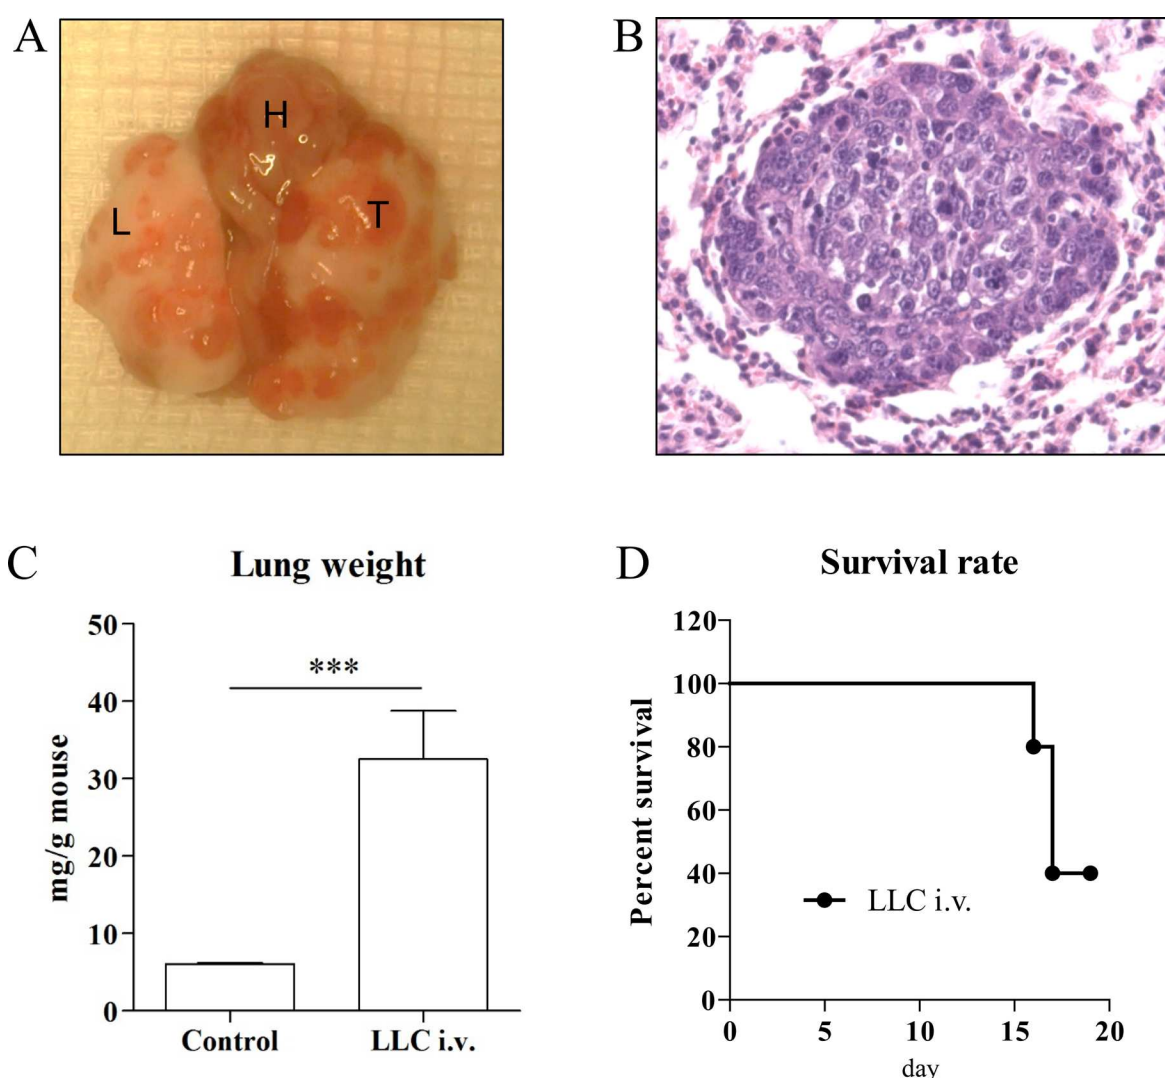 A
H
L
T
B
C
Lung weight
50
40
30
20
10
0
mg/g mouse
***
Control
LLC i.v.
D
Survival rate
120
100
80
60
40
20
0
Percent survival
LLC i.v.
0 5 10 15 20
day